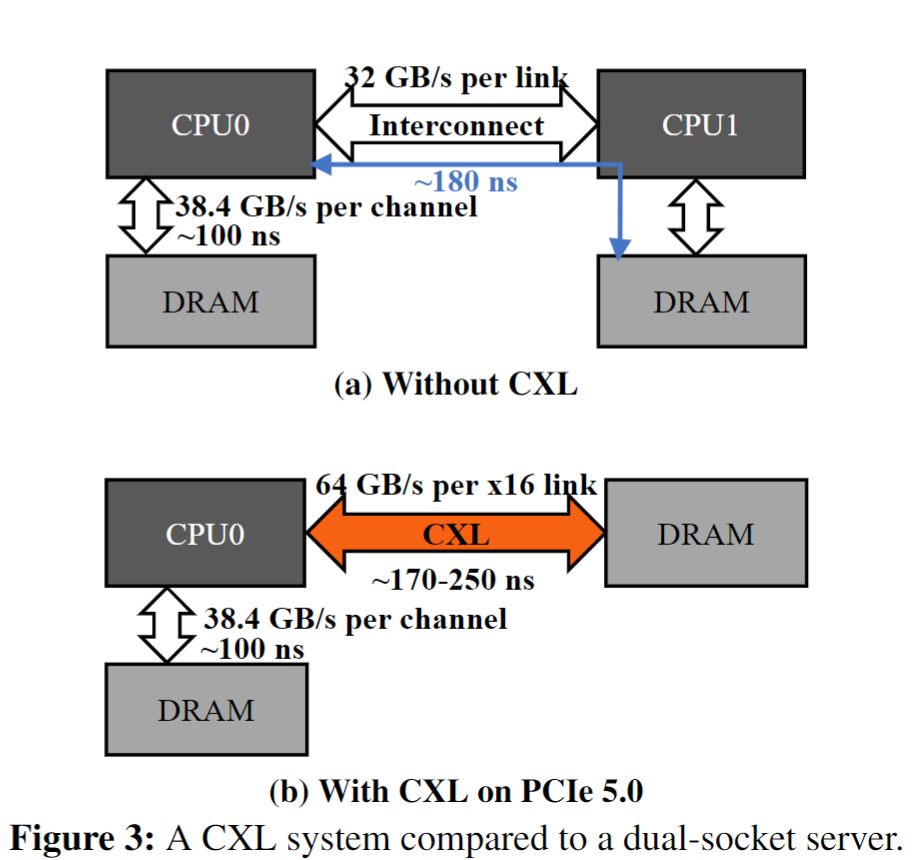 32 GB/s per link
CPU0
Interconnect
CPU1
~180 ns
38.4 GB/s per channel
~100 ns
DRAM
DRAM
(a) Without CXL
64 GB/s per x16 link
CPU0
CXL
DRAM
~170-250 ns
38.4 GB/s per channel
~100 ns
DRAM
(b) With CXL on PCIe 5.0
Figure 3: A CXL system compared to a dual-socket server.